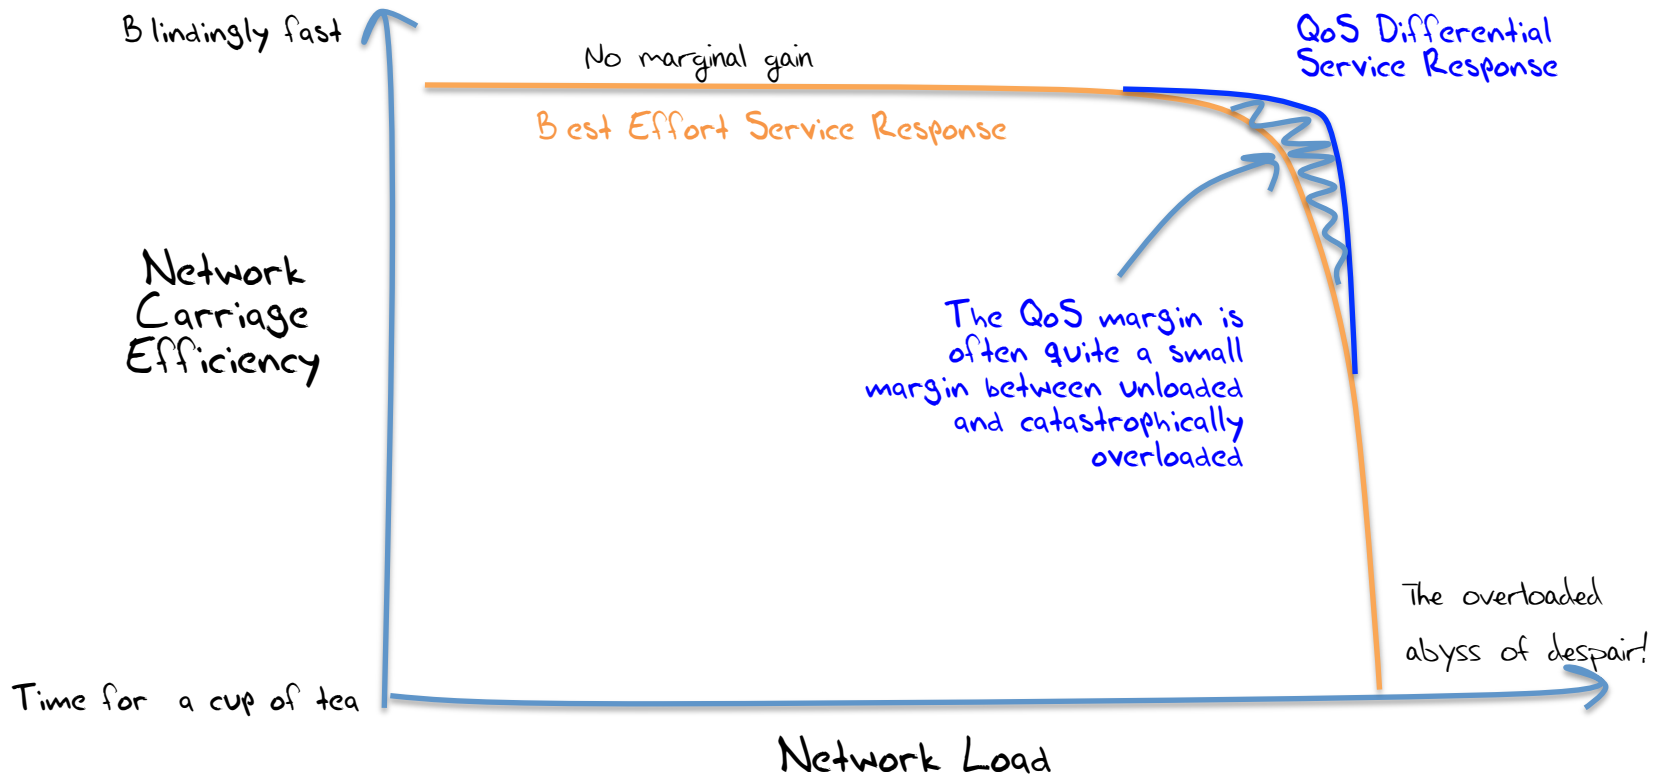 Blindingly fast
No marginal gain
QoS Differential
Service Response
Best Effort Service Response
Network
Carriage
Efficiency
The QoS margin is
often quite a small
margin between unloaded
and catastrophically
overloaded
The overloaded
abyss of despair!
Time for a cup of tea
Network Load